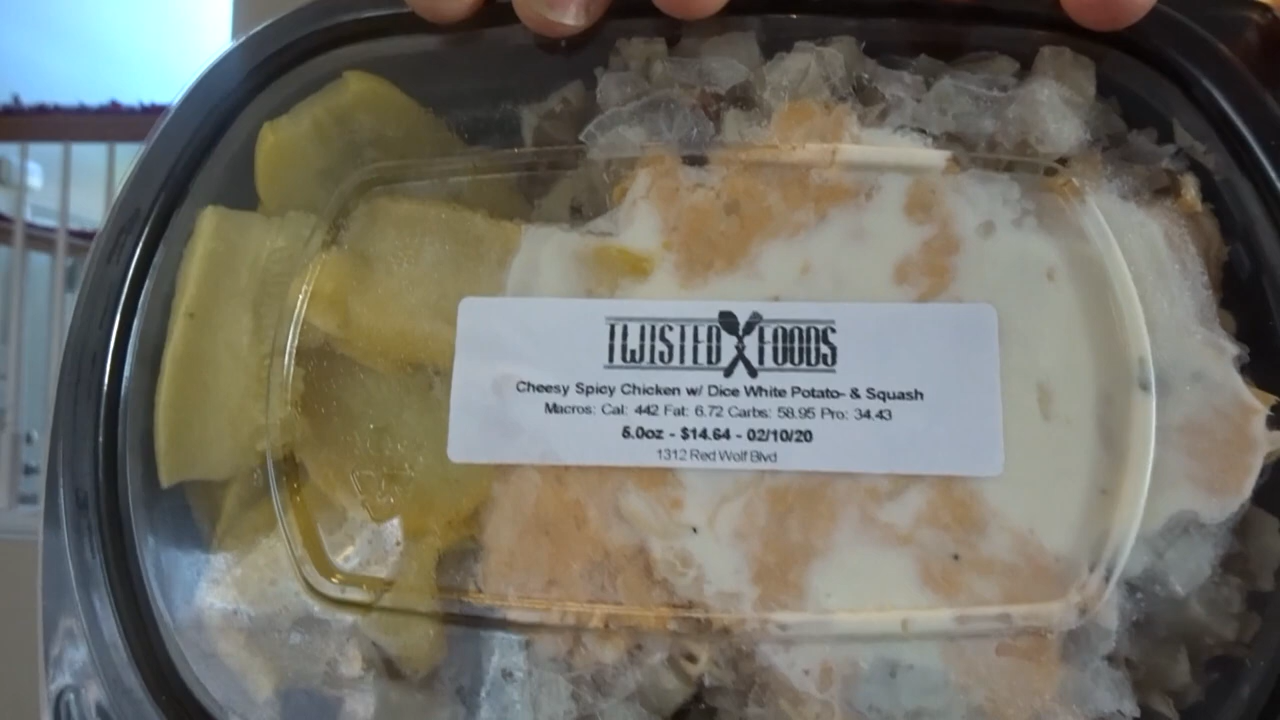 TWISTED FOODS
Cheesy Spicy Chicken w/ Dice White Potato- & Squash
Macros: Cal: 442 Fat: 6.72 Carbs: 58.95 Pro: 34.43
5.0oz - $14.64 - 02/10/20
1312 Red Wolf Blvd